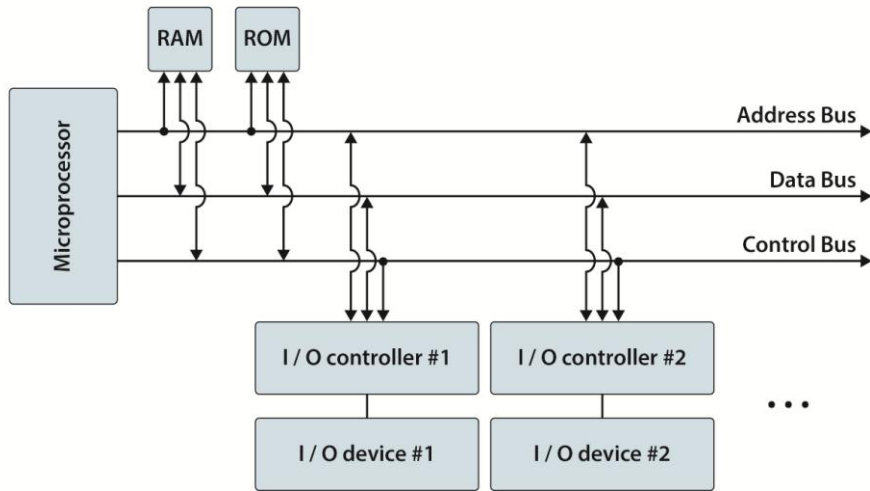 RAM
ROM
Microprocessor
Address Bus
Data Bus
Control Bus
I / O controller #1
I / O controller #2
I / O device #1
I / O device #2
...